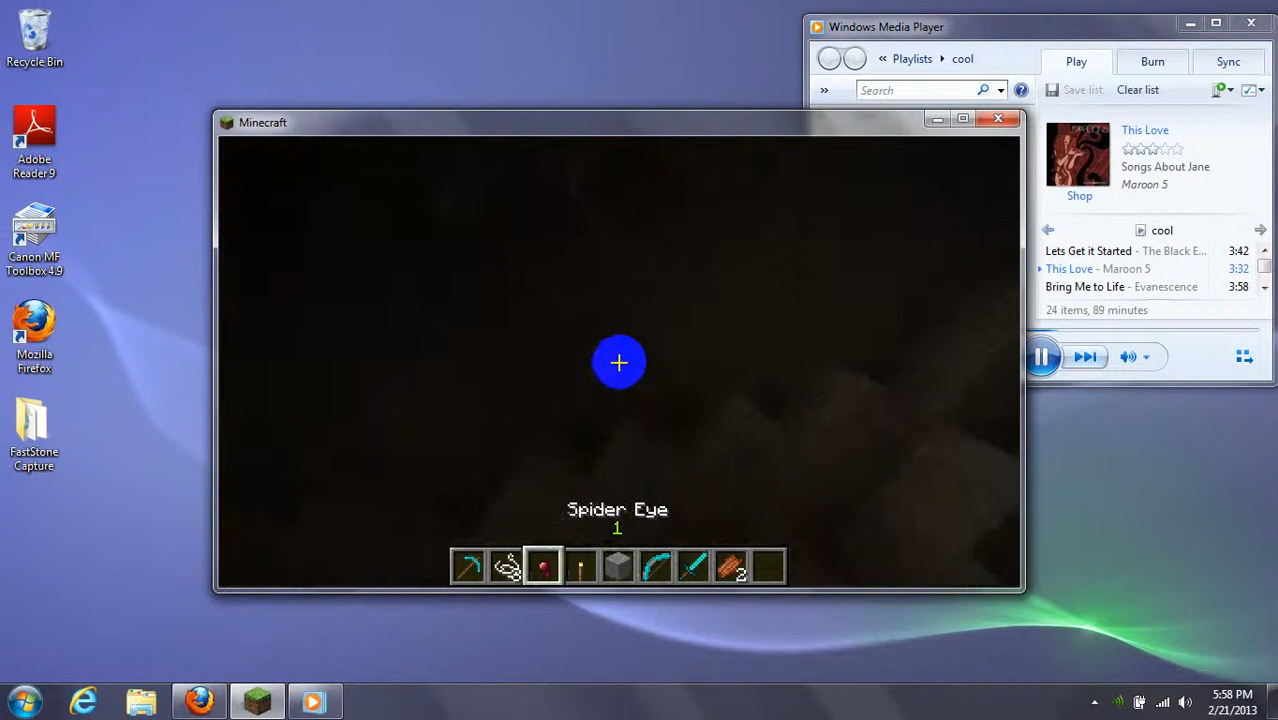 Recycle Bin
Adobe
Reader 9
Canon MF
Toolbox 4.9
Mozilla
Firefox
FastStone
Capture
Windows Media Player
« Playlists cool
Play
Burn
Sync
» Search
Save list
Clear list
This Love
Songs About Jane
Maroon 5
Shop
cool
Lets Get it Started - The Black E... 3:42
This Love - Maroon 5 3:32
Bring Me to Life - Evanescence 3:58
24 items, 89 minutes
Minecraft
Spider Eye
1
2
5:58 PM
2/21/2013